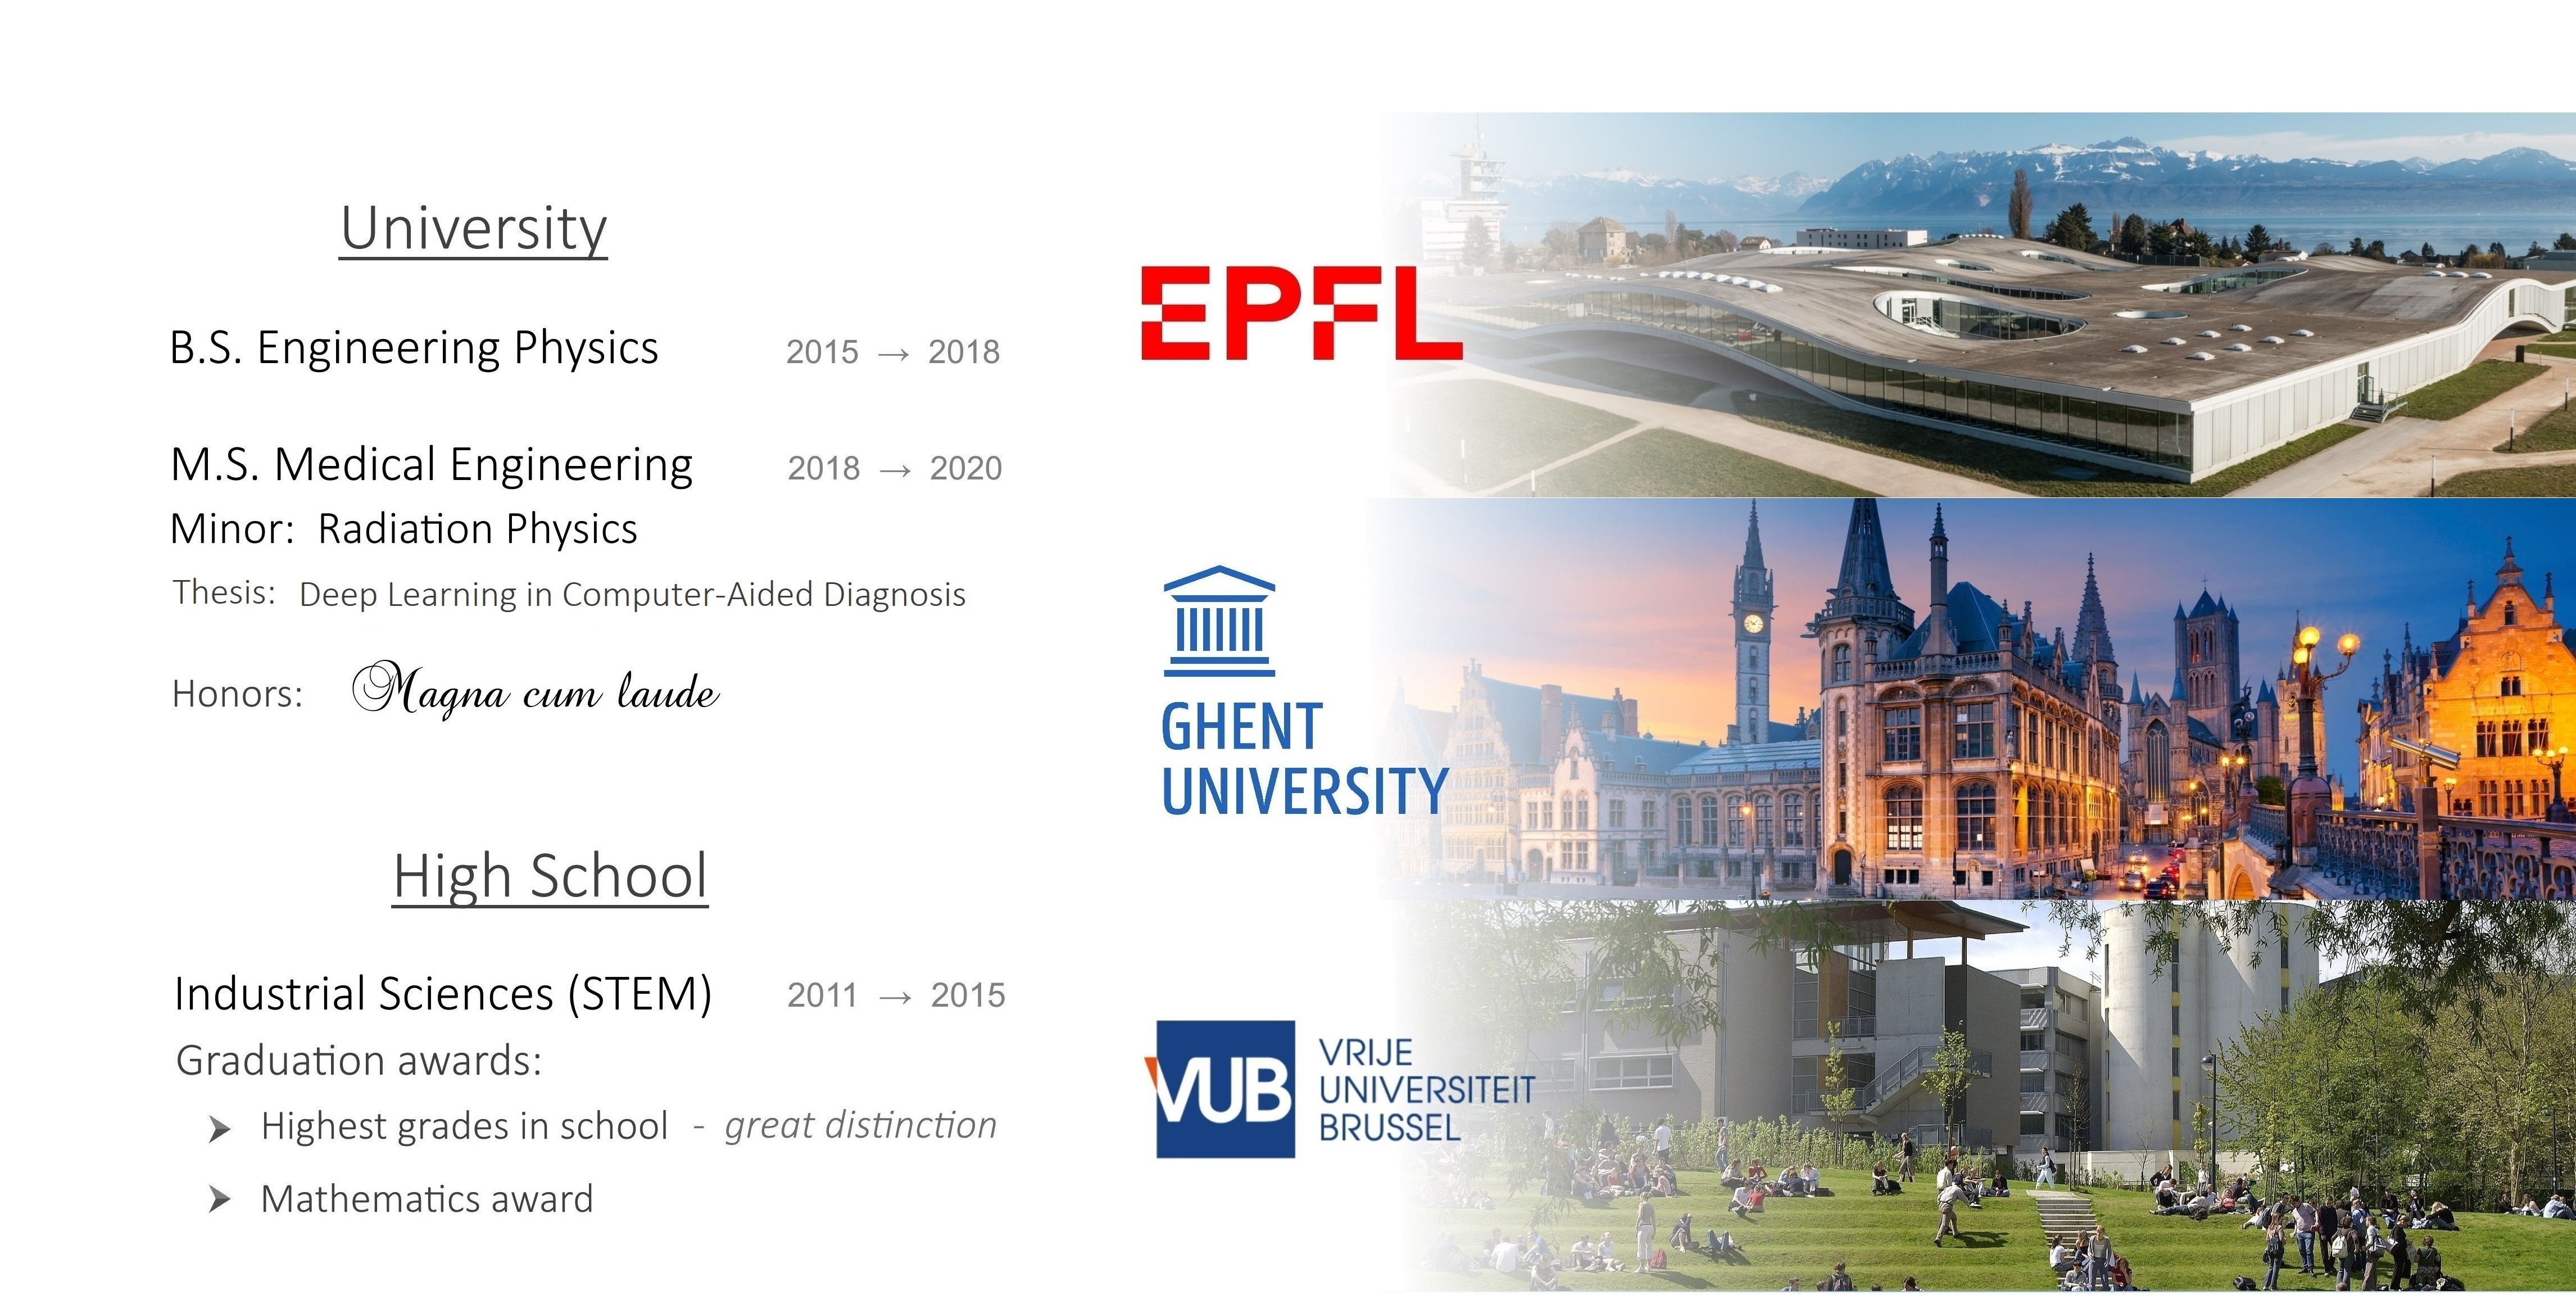 University
B.S. Engineering Physics 2015 → 2018
M.S. Medical Engineering 2018 → 2020
Minor: Radiation Physics
Thesis: Deep Learning in Computer-Aided Diagnosis
Honors: Magna cum laude
High School
Industrial Sciences (STEM) 2011 → 2015
Graduation awards:
➤ Highest grades in school - great distinction
➤ Mathematics award
EPFL
GHENT
UNIVERSITY
VUB
VRIJE
UNIVERSITEIT
BRUSSEL